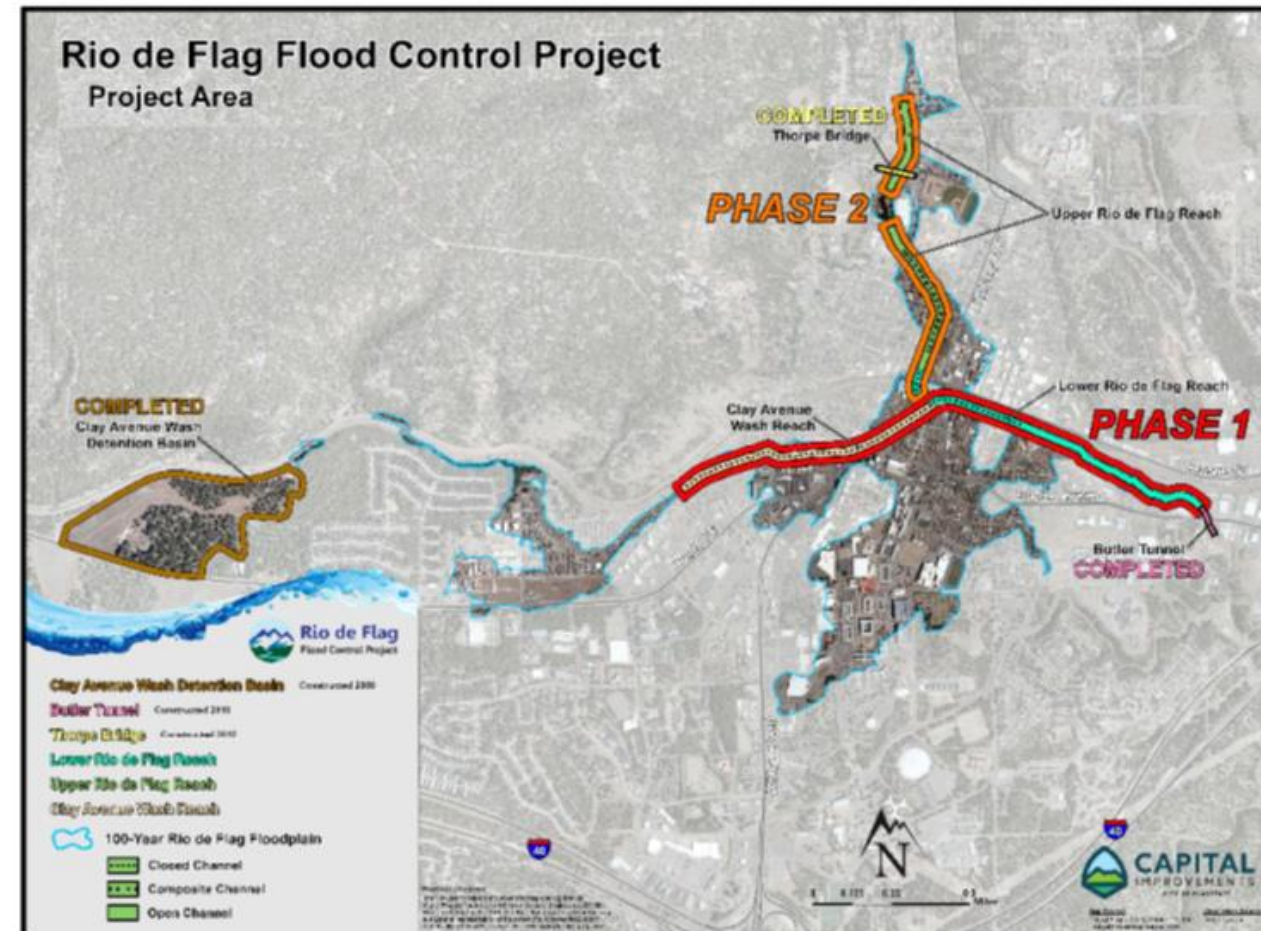 Rio de Flag Flood Control Project
Project Area
COMPLETED
Thorpe Bridge
PHASE 2
Upper Rio de Flag Reach
Lower Rio de Flag Reach
PHASE 1
Clay Avenue
Wash Reach
COMPLETED
Clay Avenue Wash
Detention Basin
Butler Tunnel
COMPLETED
Rio de Flag
Flood Control Project
Clay Avenue Wash Detention Basin
Butler Tunnel
Thorpe Bridge
Lower Rio de Flag Reach
Upper Rio de Flag Reach
Clay Avenue Wash Reach
100-Year Rio de Flag Floodplain
Closed Channel
Composite Channel
Open Channel
40
40
N
CAPITAL
IMPROVEMENTS